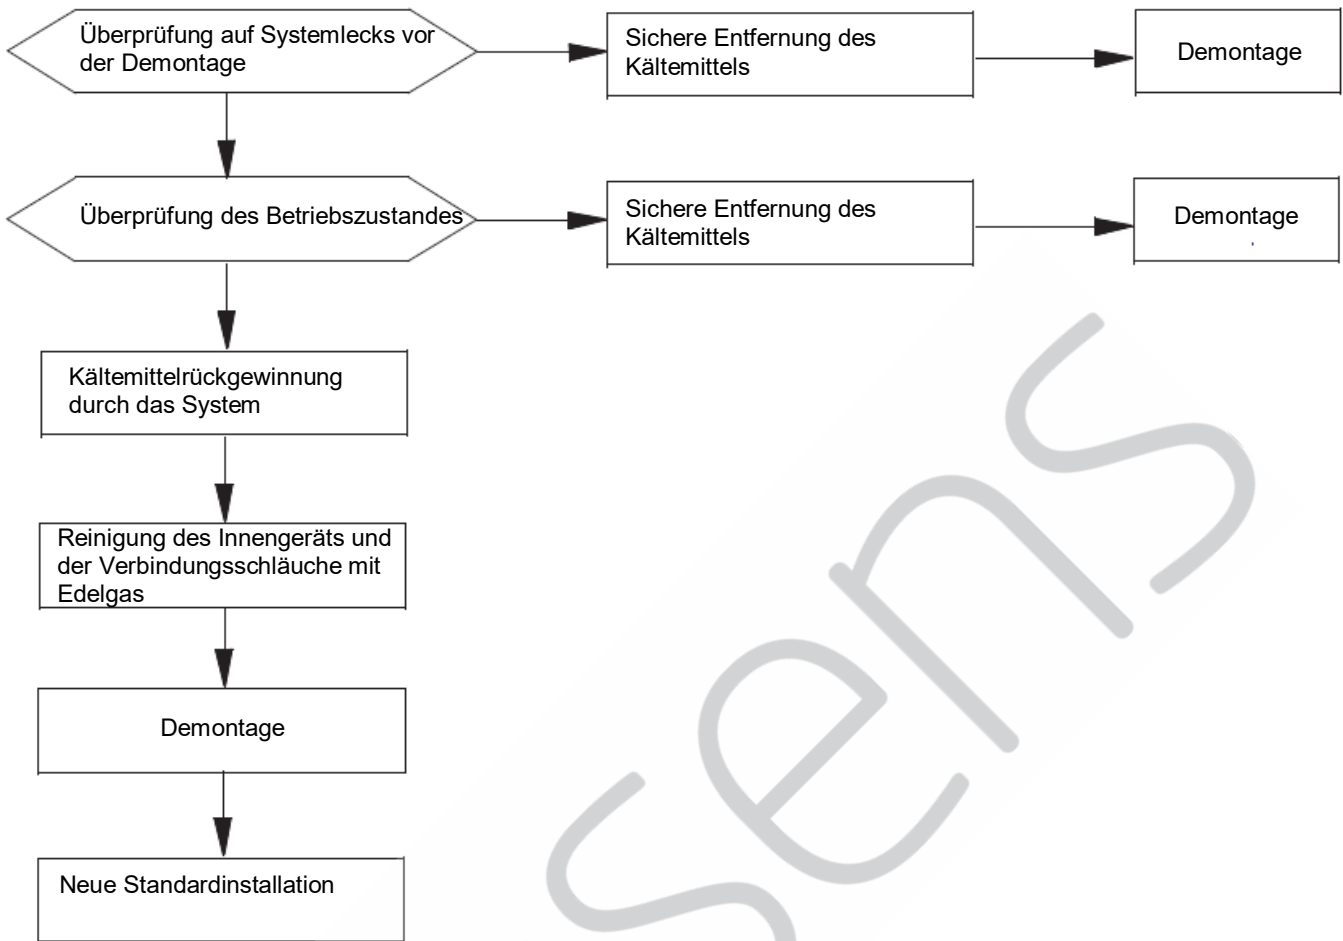 Überprüfung auf Systemlecks vor
der Demontage
Sichere Entfernung des
Kältemittels
Demontage
Überprüfung des Betriebszustandes
Sichere Entfernung des
Kältemittels
Demontage
Kältemittelrückgewinnung
durch das System
Reinigung des Innengeräts und
der Verbindungsschläuche mit
Edelgas
Demontage
Neue Standardinstallation
sens